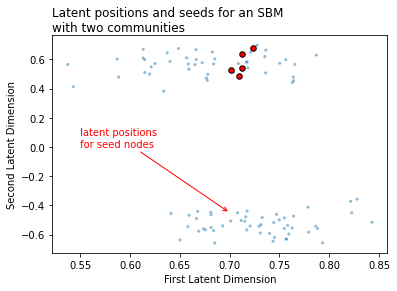 Latent positions and seeds for an SBM
with two communities
Second Latent Dimension
0.6
0.4
0.2
0.0
−0.2
−0.4
−0.6
latent positions
for seed nodes
0.55
0.60
0.65
0.70
0.75
0.80
0.85
First Latent Dimension